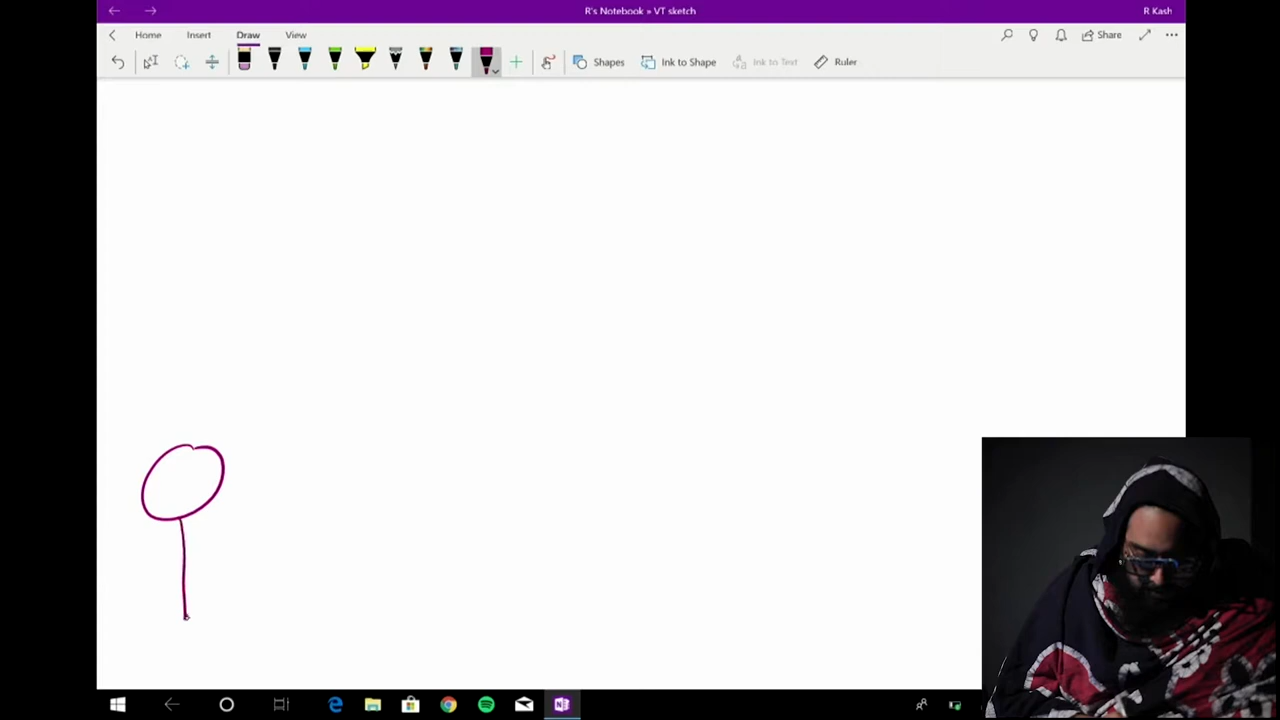 R's Notebook » VT sketch
R Kash
Home Insert Draw View
Share
Shapes Ink to Shape Ink to Text Ruler